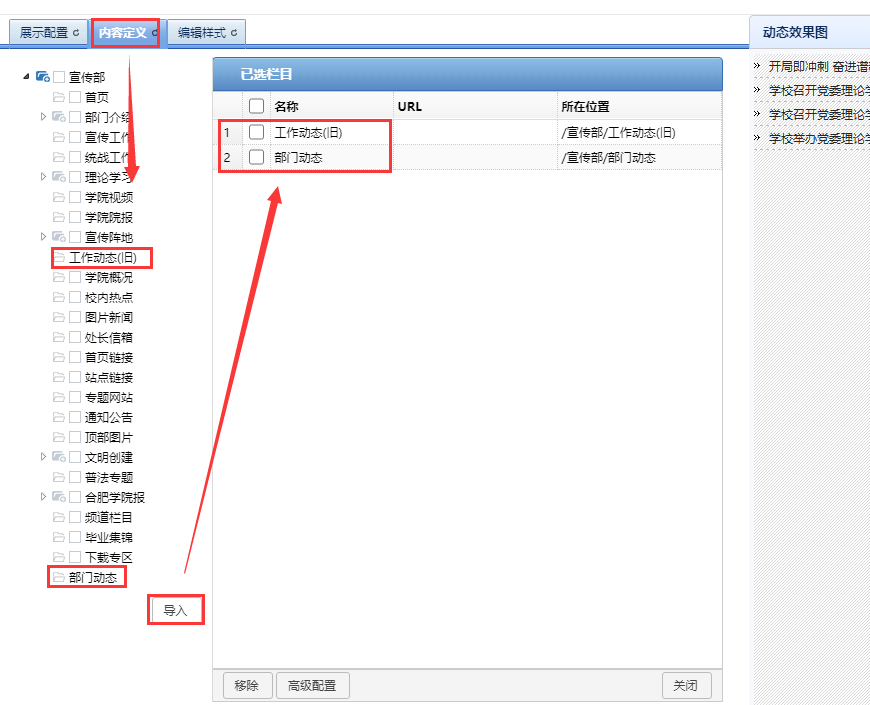 展示配置
内容定义
编辑样式
宣传部
首页
部门介绍
宣传工作
统战工作
理论学习
学院视频
学院院报
宣传阵地
工作动态(旧)
学院概况
校内热点
图片新闻
处长信箱
首页链接
站点链接
专题网站
通知公告
顶部图片
文明创建
普法专题
合肥学院报
频道栏目
毕业集锦
下载专区
部门动态
导入
已选栏目
名称 URL 所在位置
1 工作动态(旧) /宣传部/工作动态(旧)
2 部门动态 /宣传部/部门动态
移除 高级配置 关闭
动态效果图
开局即冲刺 奋进谱
学校召开党委理论学
学校召开党委理论学
学校举办党委理论学